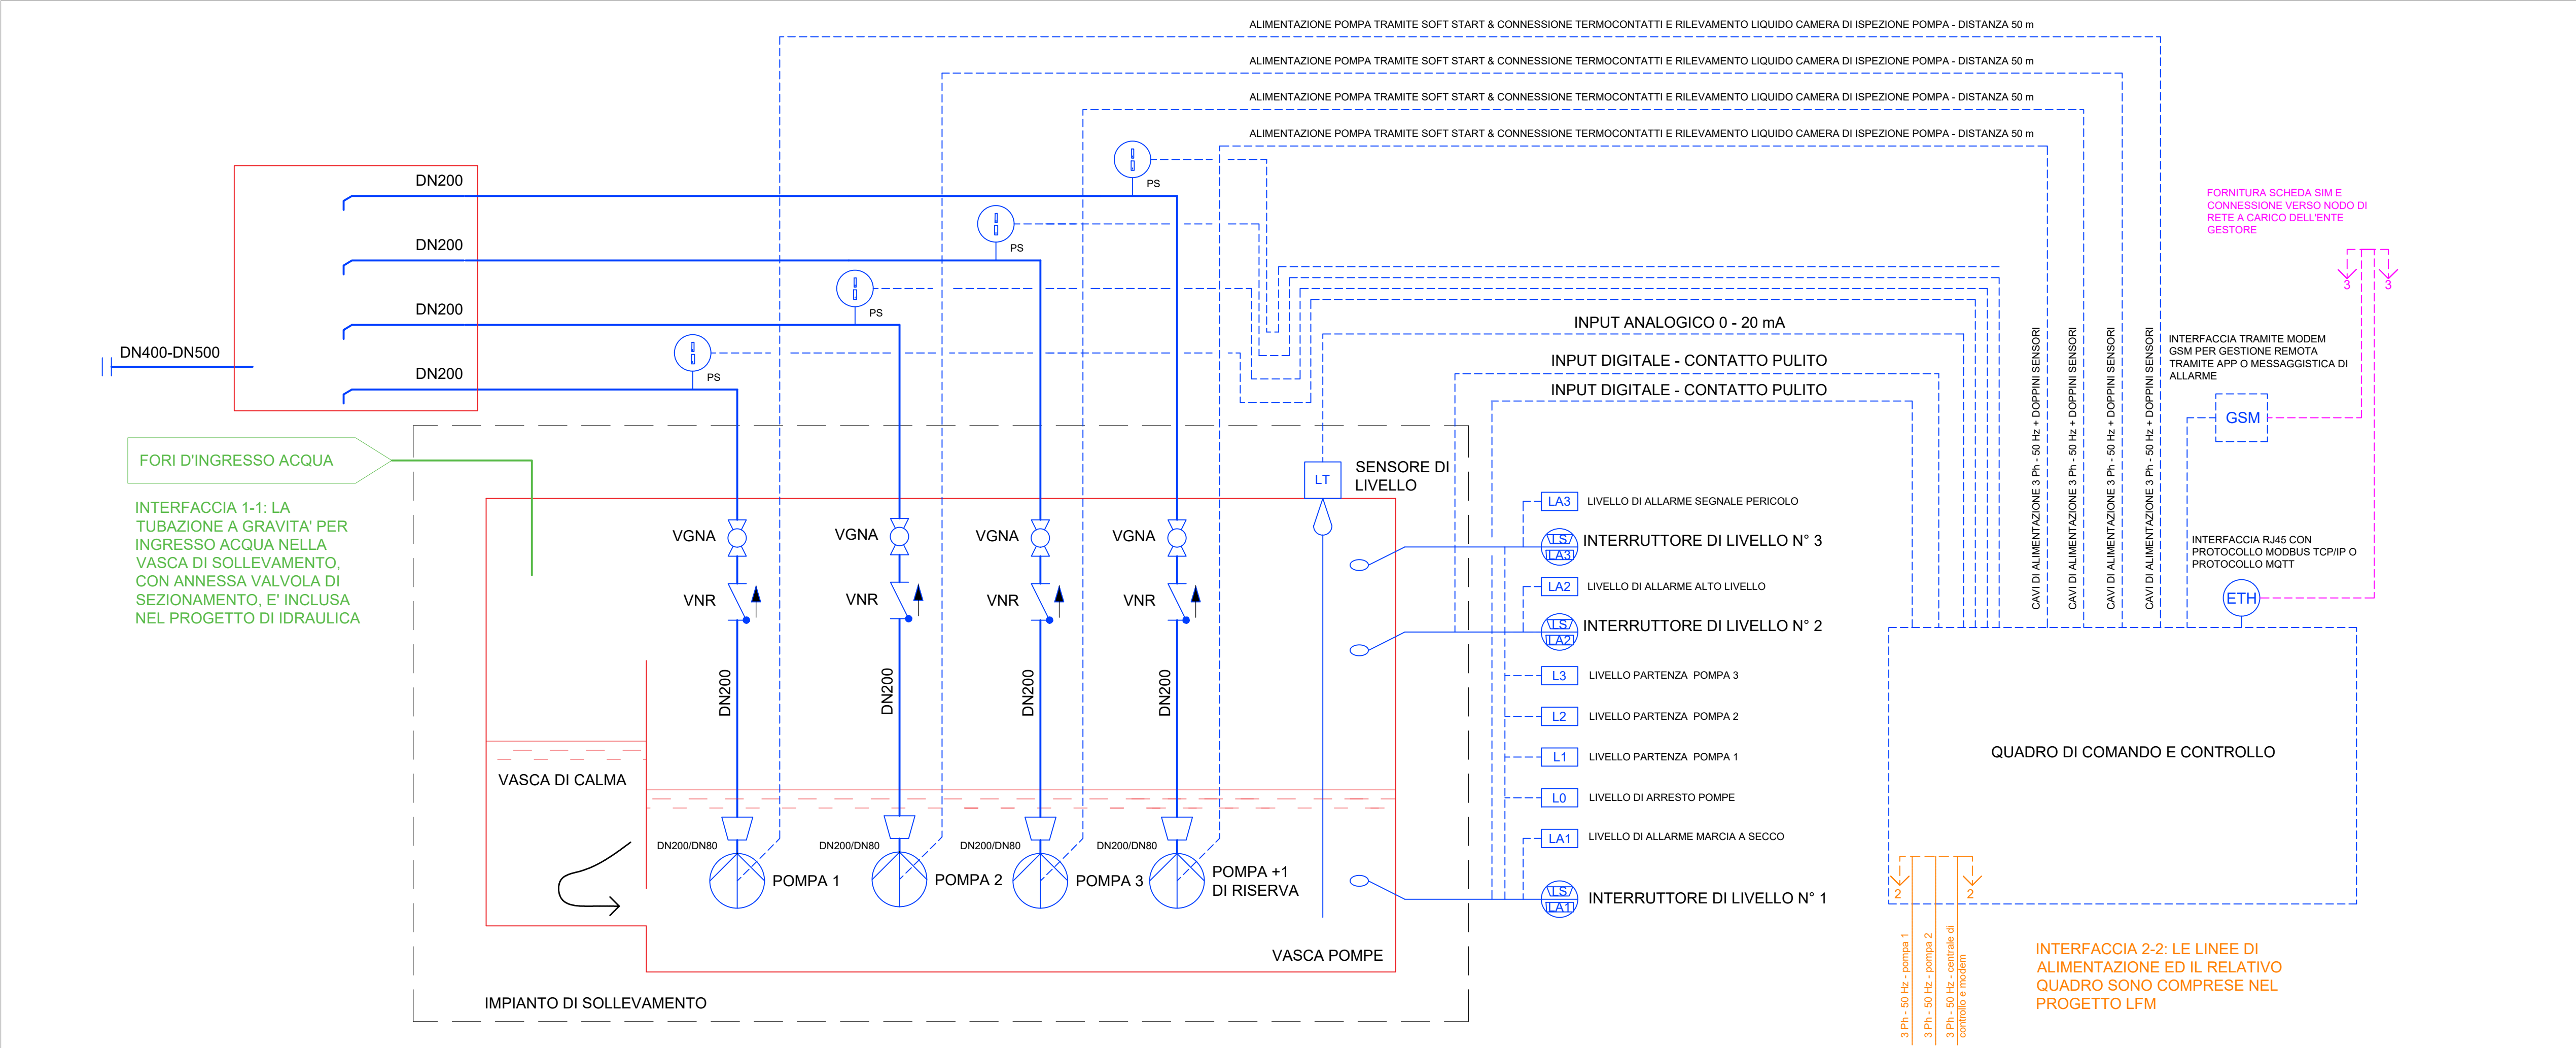 ALIMENTAZIONE POMPA TRAMITE SOFT START & CONNESSIONE TERMOCONTATTI E RILEVAMENTO LIQUIDO CAMERA DI ISPEZIONE POMPA - DISTANZA 50 m
ALIMENTAZIONE POMPA TRAMITE SOFT START & CONNESSIONE TERMOCONTATTI E RILEVAMENTO LIQUIDO CAMERA DI ISPEZIONE POMPA - DISTANZA 50 m
ALIMENTAZIONE POMPA TRAMITE SOFT START & CONNESSIONE TERMOCONTATTI E RILEVAMENTO LIQUIDO CAMERA DI ISPEZIONE POMPA - DISTANZA 50 m
ALIMENTAZIONE POMPA TRAMITE SOFT START & CONNESSIONE TERMOCONTATTI E RILEVAMENTO LIQUIDO CAMERA DI ISPEZIONE POMPA - DISTANZA 50 m
DN200
PS
DN200
PS
DN200
PS
DN200
PS
DN400-DN500
FORI D'INGRESSO ACQUA
INTERFACCIA 1-1: LA
TUBAZIONE A GRAVITA' PER
INGRESSO ACQUA NELLA
VASCA DI SOLLEVAMENTO,
CON ANNESSA VALVOLA DI
SEZIONAMENTO, E' INCLUSA
NEL PROGETTO DI IDRAULICA
INPUT ANALOGICO 0 - 20 mA
INPUT DIGITALE - CONTATTO PULITO
INPUT DIGITALE - CONTATTO PULITO
LT
SENSORE DI
LIVELLO
VGNA
VGNA
VGNA
VGNA
VNR
VNR
VNR
VNR
DN200
DN200
DN200
DN200
VASCA DI CALMA
DN200/DN80
DN200/DN80
DN200/DN80
DN200/DN80
POMPA 1
POMPA 2
POMPA 3
POMPA +1
DI RISERVA
VASCA POMPE
IMPIANTO DI SOLLEVAMENTO
LA3
LIVELLO DI ALLARME SEGNALE PERICOLO
LS
LA3
INTERRUTTORE DI LIVELLO N° 3
LA2
LIVELLO DI ALLARME ALTO LIVELLO
LS
LA2
INTERRUTTORE DI LIVELLO N° 2
L3
LIVELLO PARTENZA POMPA 3
L2
LIVELLO PARTENZA POMPA 2
L1
LIVELLO PARTENZA POMPA 1
L0
LIVELLO DI ARRESTO POMPE
LA1
LIVELLO DI ALLARME MARCIA A SECCO
LS
LA1
INTERRUTTORE DI LIVELLO N° 1
CAVI DI ALIMENTAZIONE 3 Ph - 50 Hz + DOPPINI SENSORI
CAVI DI ALIMENTAZIONE 3 Ph - 50 Hz + DOPPINI SENSORI
CAVI DI ALIMENTAZIONE 3 Ph - 50 Hz + DOPPINI SENSORI
CAVI DI ALIMENTAZIONE 3 Ph - 50 Hz + DOPPINI SENSORI
FORNITURA SCHEDA SIM E
CONNESSIONE VERSO NODO DI
RETE A CARICO DELL'ENTE
GESTORE
3
3
INTERFACCIA TRAMITE MODEM
GSM PER GESTIONE REMOTA
TRAMITE APP O MESSAGGISTICA DI
ALLARME
GSM
INTERFACCIA RJ45 CON
PROTOCOLLO MODBUS TCP/IP O
PROTOCOLLO MQTT
ETH
QUADRO DI COMANDO E CONTROLLO
2
2
3 Ph - 50 Hz - pompa 1
3 Ph - 50 Hz - pompa 2
3 Ph - 50 Hz - centrale di
controllo e modem
INTERFACCIA 2-2: LE LINEE DI
ALIMENTAZIONE ED IL RELATIVO
QUADRO SONO COMPRESE NEL
PROGETTO LFM